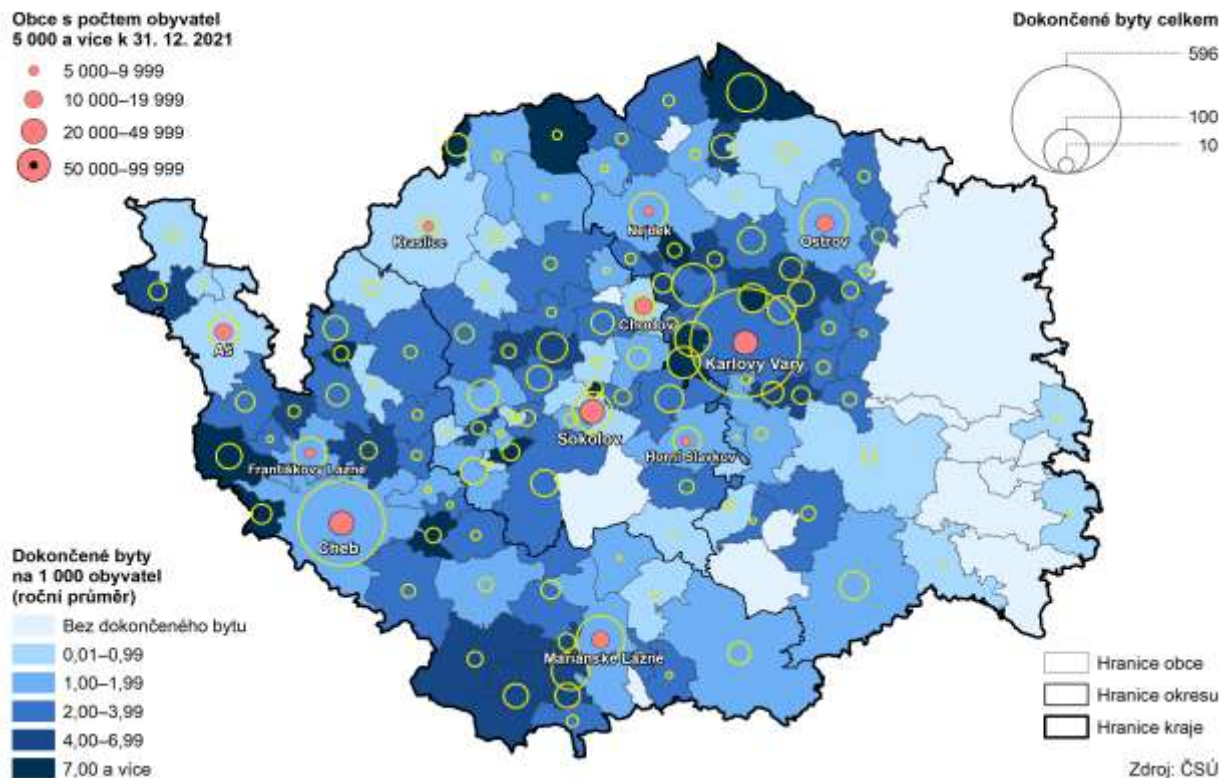 Obce s počtem obyvatel
5 000 a více k 31. 12. 2021
5 000–9 999
10 000–19 999
20 000–49 999
50 000–99 999
Dokončené byty celkem
596
100
10
Kraslice
Nejdek
Ostrov
Aš
Chodov
Karlovy Vary
Sokolov
Františkovy Lázně
Horní Slavkov
Cheb
Mariánské Lázně
Dokončené byty
na 1 000 obyvatel
(roční průměr)
Bez dokončeného bytu
0,01–0,99
1,00–1,99
2,00–3,99
4,00–6,99
7,00 a více
Hranice obce
Hranice okresu
Hranice kraje
Zdroj: ČSÚ